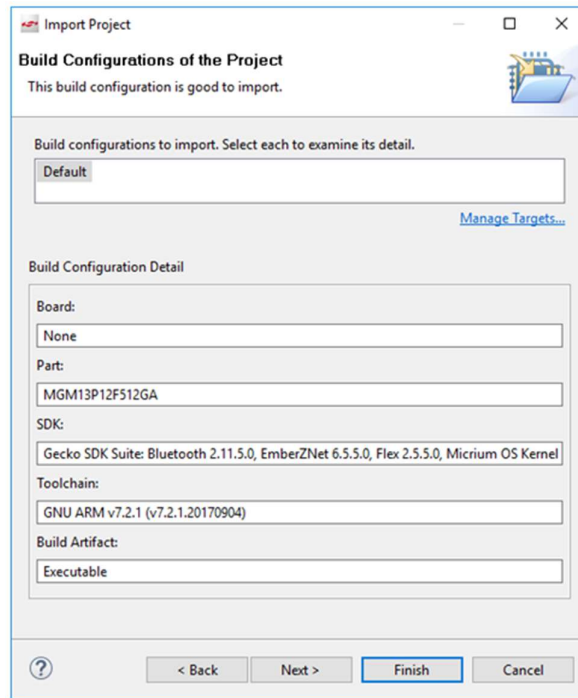 Import Project
Build Configurations of the Project
This build configuration is good to import.
Build configurations to import. Select each to examine its detail.
Default
Manage Targets...
Build Configuration Detail
Board:
None
Part:
MGM13P12F512GA
SDK:
Gecko SDK Suite: Bluetooth 2.11.5.0, EmberZNet 6.5.5.0, Flex 2.5.5.0, Micrium OS Kernel
Toolchain:
GNU ARM v7.2.1 (v7.2.1.20170904)
Build Artifact:
Executable
? < Back Next > Finish Cancel